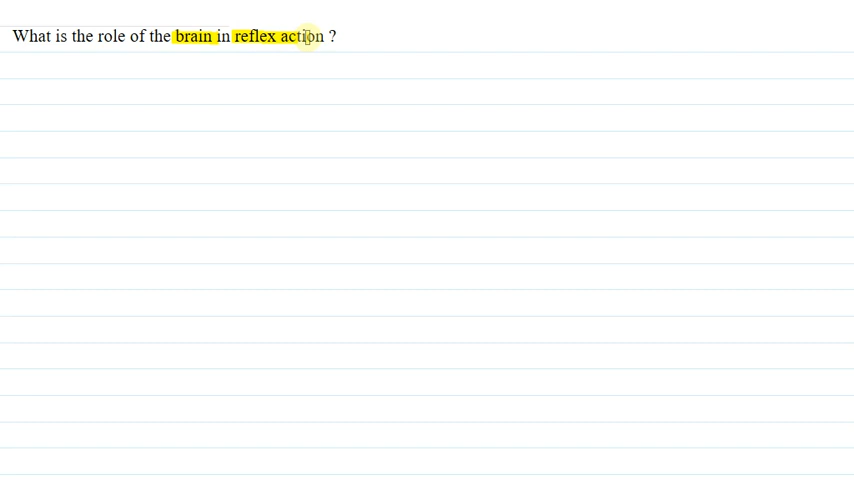 What is the role of the brain in reflex action ?